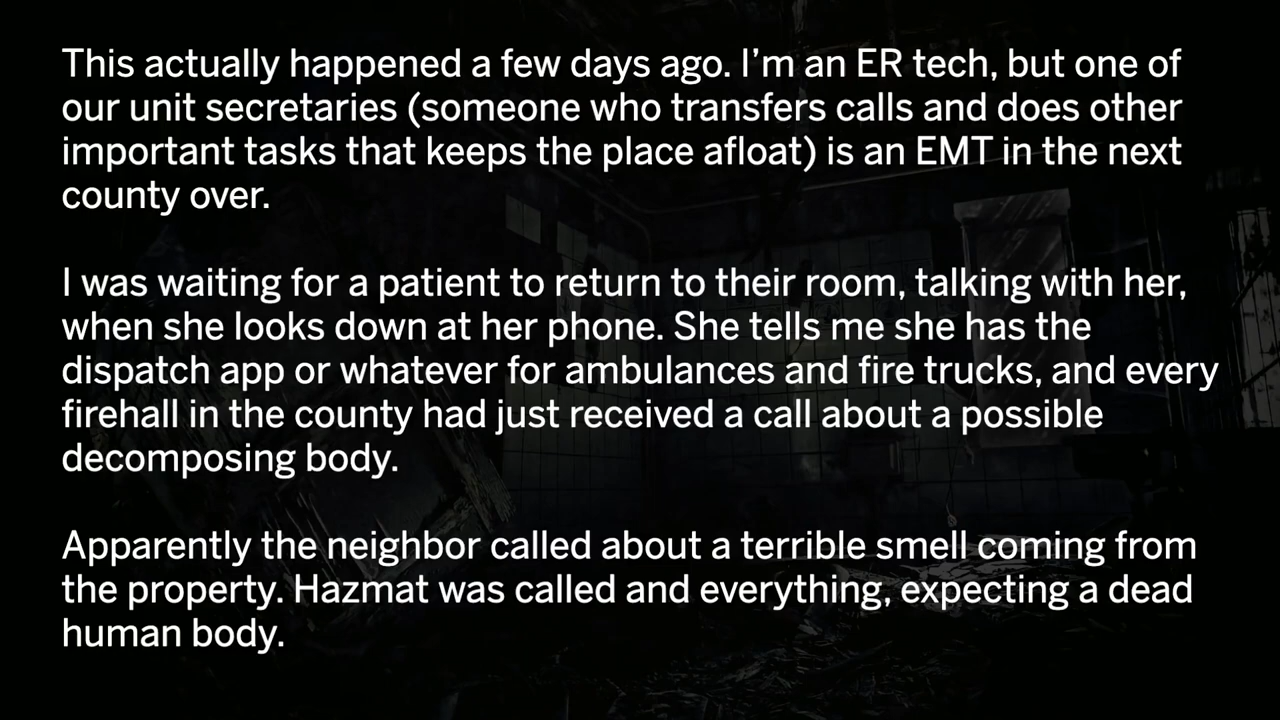 This actually happened a few days ago. I’m an ER tech, but one of
our unit secretaries (someone who transfers calls and does other
important tasks that keeps the place afloat) is an EMT in the next
county over.
I was waiting for a patient to return to their room, talking with her,
when she looks down at her phone. She tells me she has the
dispatch app or whatever for ambulances and fire trucks, and every
firehall in the county had just received a call about a possible
decomposing body.
Apparently the neighbor called about a terrible smell coming from
the property. Hazmat was called and everything, expecting a dead
human body.